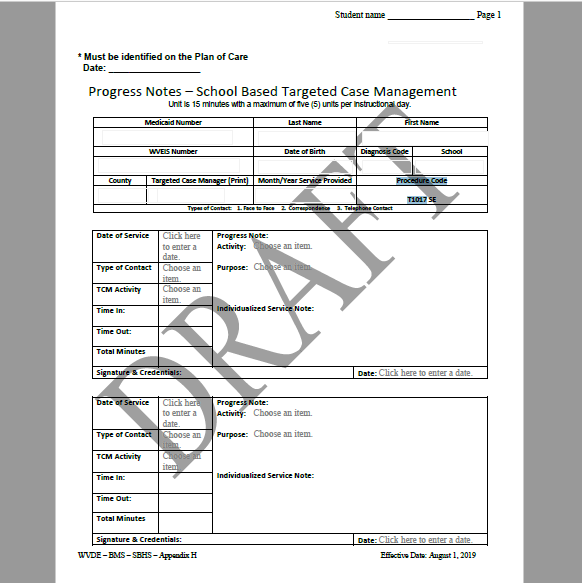 Student name ____________________ Page 1
* Must be identified on the Plan of Care
Date: ___________________
Progress Notes – School Based Targeted Case Management
Unit is 15 minutes with a maximum of five (5) units per instructional day.
Medicaid Number Last Name First Name
WVEIS Number Date of Birth Diagnosis Code School
County Targeted Case Manager (Print) Month/Year Service Provided Procedure Code
T1017 SE
Types of Contact: 1. Face to Face 2. Correspondence 3. Telephone Contact
DRAFT
Date of Service Click here to enter a date. Progress Note:
Activity: Choose an item.
Type of Contact Choose an item. Purpose: Choose an item.
TCM Activity Choose an item.
Time In: Individualized Service Note:
Time Out:
Total Minutes
Signature & Credentials: Date: Click here to enter a date.
Date of Service Click here to enter a date. Progress Note:
Activity: Choose an item.
Type of Contact Choose an item. Purpose: Choose an item.
TCM Activity Choose an item.
Time In: Individualized Service Note:
Time Out:
Total Minutes
Signature & Credentials: Date: Click here to enter a date.
WVDE – BMS – SBHS – Appendix H Effective Date: August 1, 2019